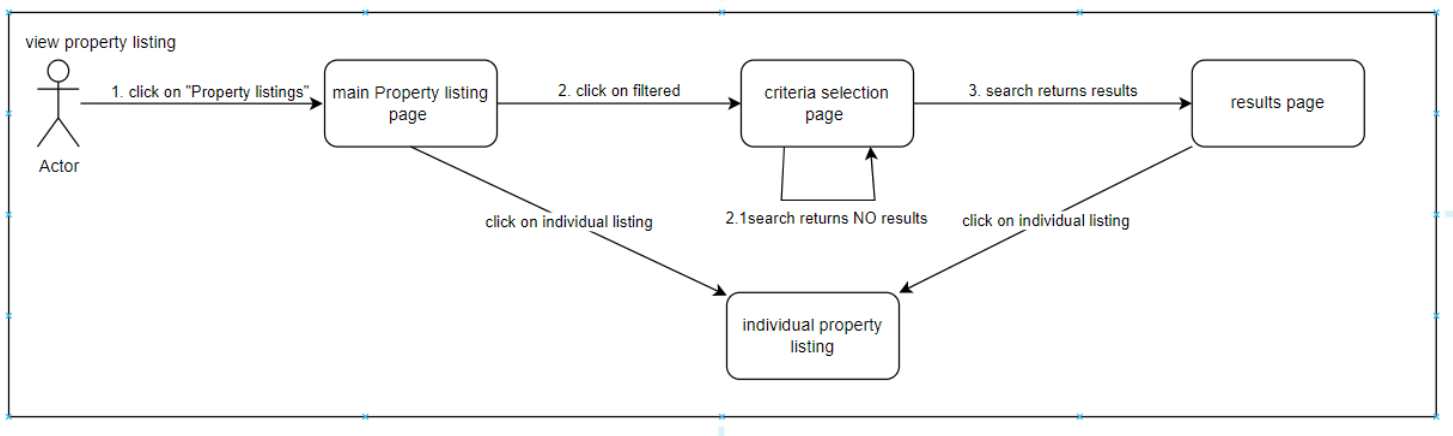 view property listing
1. click on "Property listings"
main Property listing
page
2. click on filtered
criteria selection
page
3. search returns results
results page
Actor
click on individual listing
2.1search returns NO results
click on individual listing
individual property
listing